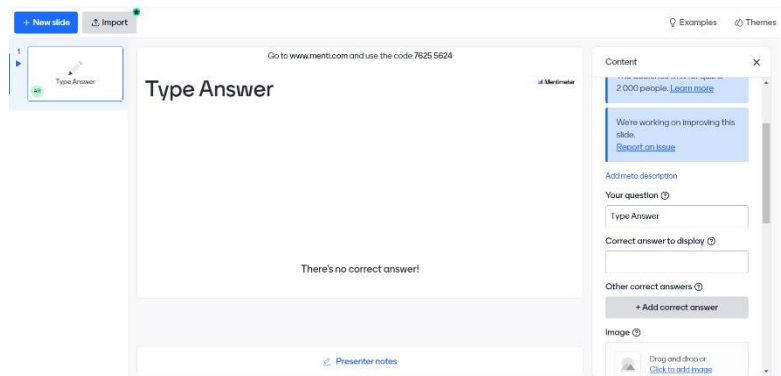 + New slide
Import
Examples
Themes
1
Type Answer
AR
Go to www.menti.com and use the code 7625 5624
Type Answer
Mentimeter
There's no correct answer!
Presenter notes
Content
2 000 people. Learn more
We're working on improving this
slide.
Report an issue
Add meta description
Your question
Type Answer
Correct answer to display
Other correct answers
+ Add correct answer
Image
Drag and drop or
Click to add image